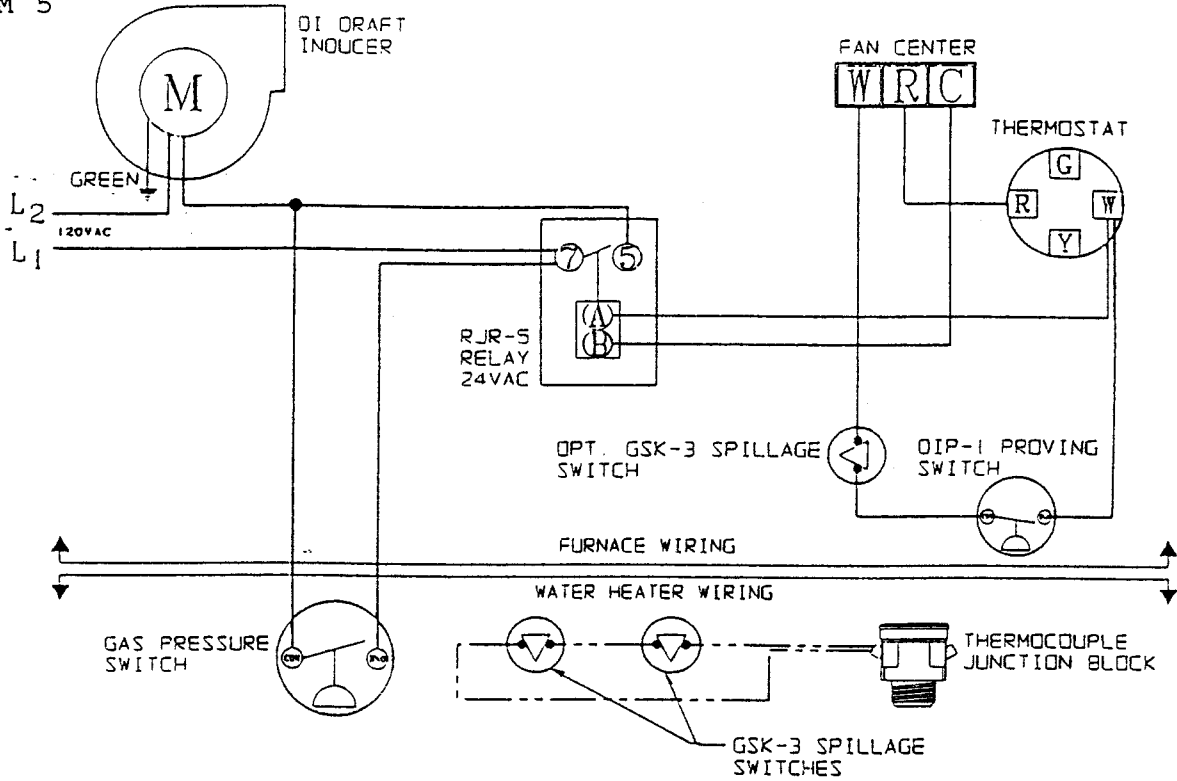 M 5
DI DRAFT
INDUCER
M
GREEN
L2
120VAC
L1
FAN CENTER
W R C
THERMOSTAT
G
R
W
Y
7
5
A
B
RJR-S
RELAY
24VAC
OPT. GSK-3 SPILLAGE
SWITCH
DIP-1 PROVING
SWITCH
FURNACE WIRING
WATER HEATER WIRING
GAS PRESSURE
SWITCH
COM
THERMOCOUPLE
JUNCTION BLOCK
GSK-3 SPILLAGE
SWITCHES